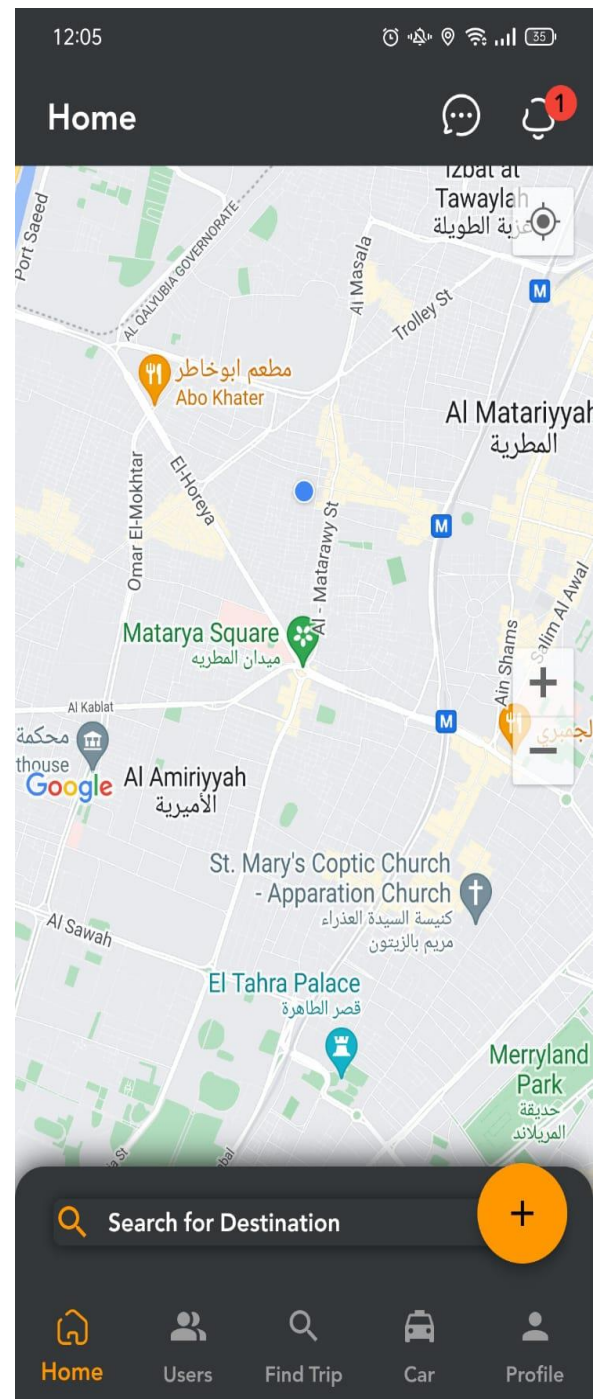 12:05
35
Home
1
Izbat at
Tawaylah
عزبة الطويلة
Port Saeed
AL QALYUBIA GOVERNORATE
Al Masala
Trolley St
M
مطعم ابوخاطر
Abo Khater
Al Matariyyah
المطرية
El-Horeya
Omar El-Mokhtar
Al - Matarawy St
M
Salim Al Awal
Ain Shams
Matarya Square
ميدان المطريه
+
Al Kablat
M
محكمة
thouse
الجمبري
−
Google
Al Amiriyyah
الأميرية
St. Mary's Coptic Church
- Apparation Church
كنيسة السيدة العذراء
مريم بالزيتون
Al Sawah
El Tahra Palace
قصر الطاهرة
Merryland
Park
حديقة
المريلاند
Search for Destination
+
Home
Users
Find Trip
Car
Profile